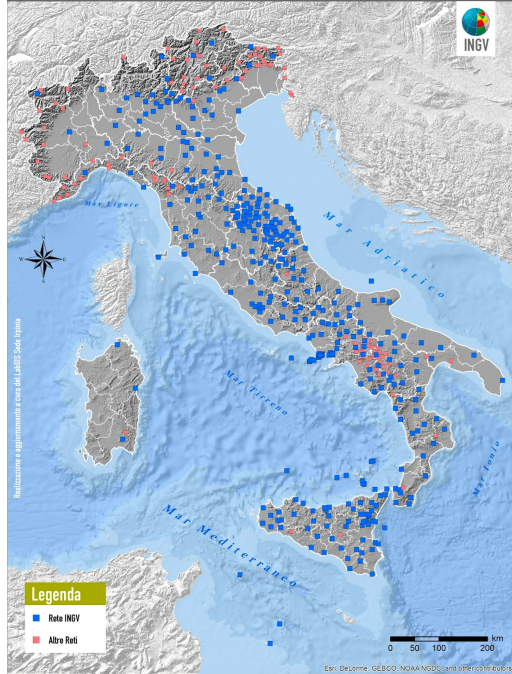 INGV
Mar Ligure
Mar Adriatico
N
W
E
S
Realizzazione e aggiornamento a cura del LabGIS Sede Irpinia
Mar Tirreno
Mar Ionio
Mar Mediterraneo
Legenda
Rete INGV
Altre Reti
km
0 50 100 200
Esri, DeLorme, GEBCO, NOAA NGDC, and other contributors